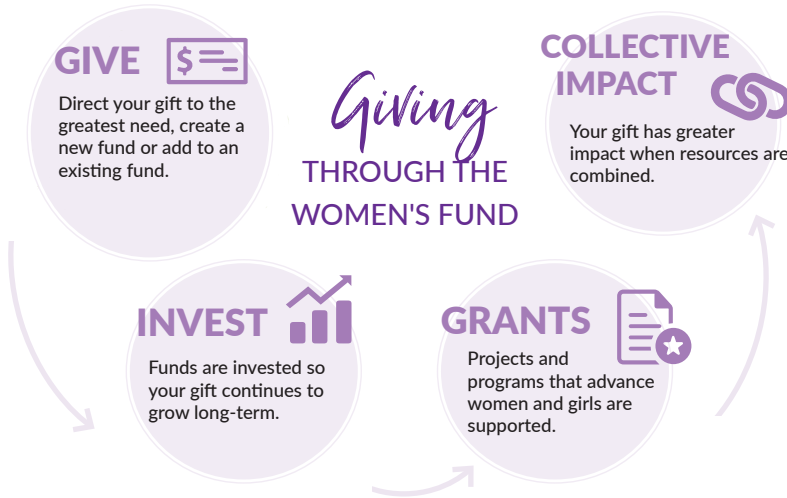 Giving
THROUGH THE
WOMEN'S FUND
GIVE
$
Direct your gift to the
greatest need, create a
new fund or add to an
existing fund.
INVEST
Funds are invested so
your gift continues to
grow long-term.
GRANTS
Projects and
programs that advance
women and girls are
supported.
COLLECTIVE
IMPACT
Your gift has greater
impact when resources are
combined.